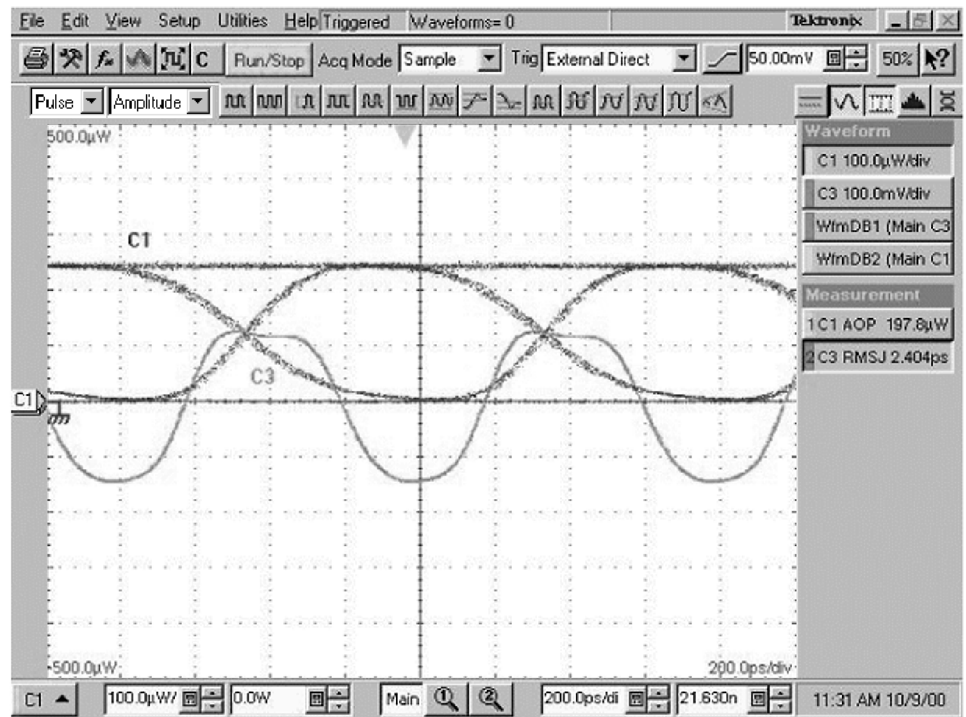 File Edit View Setup Utilities Help Triggered Waveforms= 0 Tektronix
Run/Stop Acq Mode Sample Trig External Direct 50.00mV 50%
C
Pulse Amplitude
500.0µW
C1
C3
C1
-500.0µW
200.0ps/div
Waveform
C1 100.0µW/div
C3 100.0mV/div
WfmDB1 (Main C3
WfmDB2 (Main C1
Measurement
1 C1 AOP 197.8µW
2 C3 RMSJ 2.404ps
C1 100.0µW/ 0.0W Main 1 2 200.0ps/di 21.630n 11:31 AM 10/9/00